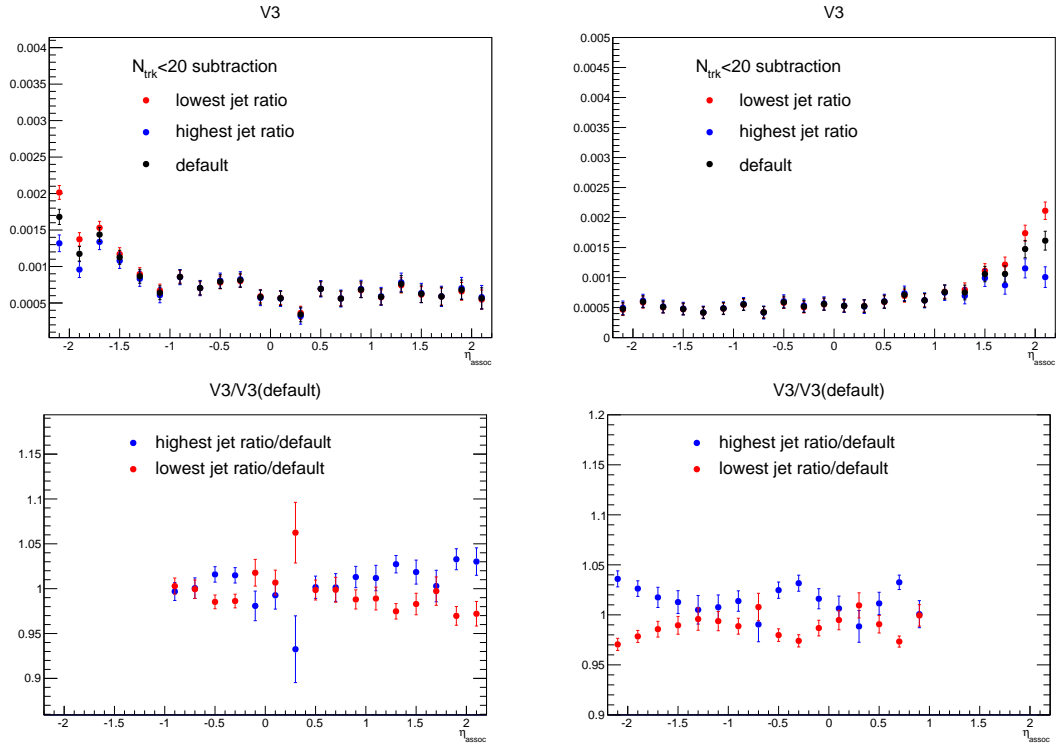 V3
0.004
0.0035
0.003
0.0025
0.002
0.0015
0.001
0.0005
N_trk<20 subtraction
lowest jet ratio
highest jet ratio
default
-2 -1.5 -1 -0.5 0 0.5 1 1.5 2
η_assoc
V3
0.005
0.0045
0.004
0.0035
0.003
0.0025
0.002
0.0015
0.001
0.0005
0
N_trk<20 subtraction
lowest jet ratio
highest jet ratio
default
-2 -1.5 -1 -0.5 0 0.5 1 1.5 2
η_assoc
V3/V3(default)
1.15
1.1
1.05
1
0.95
0.9
highest jet ratio/default
lowest jet ratio/default
-2 -1.5 -1 -0.5 0 0.5 1 1.5 2
η_assoc
V3/V3(default)
1.2
1.15
1.1
1.05
1
0.95
0.9
highest jet ratio/default
lowest jet ratio/default
-2 -1.5 -1 -0.5 0 0.5 1 1.5 2
η_assoc